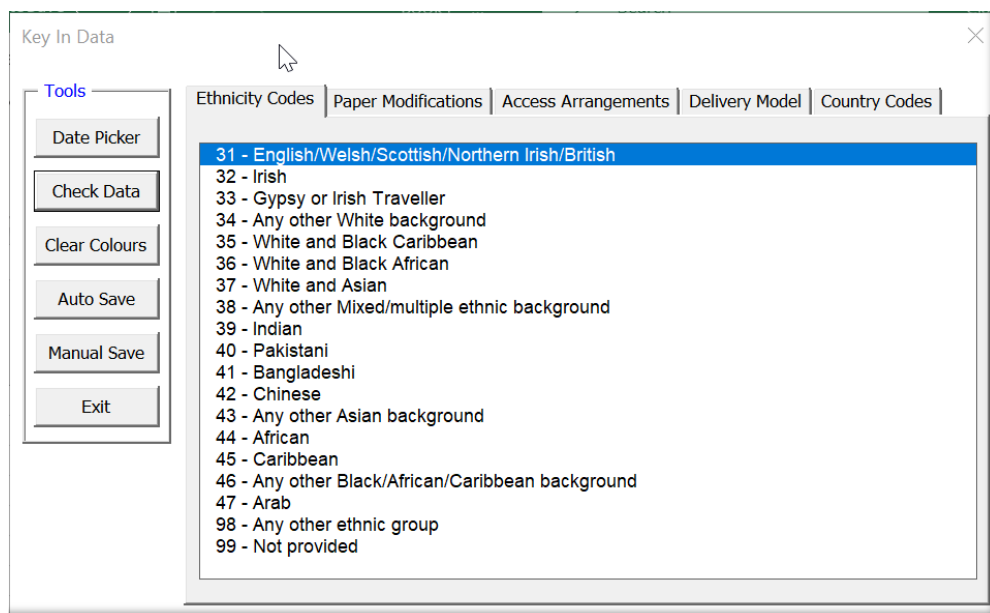 Key In Data
Tools
Date Picker
Check Data
Clear Colours
Auto Save
Manual Save
Exit
Ethnicity Codes
Paper Modifications
Access Arrangements
Delivery Model
Country Codes
31 - English/Welsh/Scottish/Northern Irish/British
32 - Irish
33 - Gypsy or Irish Traveller
34 - Any other White background
35 - White and Black Caribbean
36 - White and Black African
37 - White and Asian
38 - Any other Mixed/multiple ethnic background
39 - Indian
40 - Pakistani
41 - Bangladeshi
42 - Chinese
43 - Any other Asian background
44 - African
45 - Caribbean
46 - Any other Black/African/Caribbean background
47 - Arab
98 - Any other ethnic group
99 - Not provided